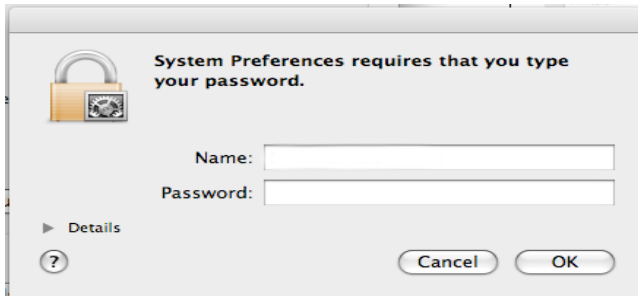 System Preferences requires that you type
your password.
Name:
Password:
Details
?
Cancel
OK